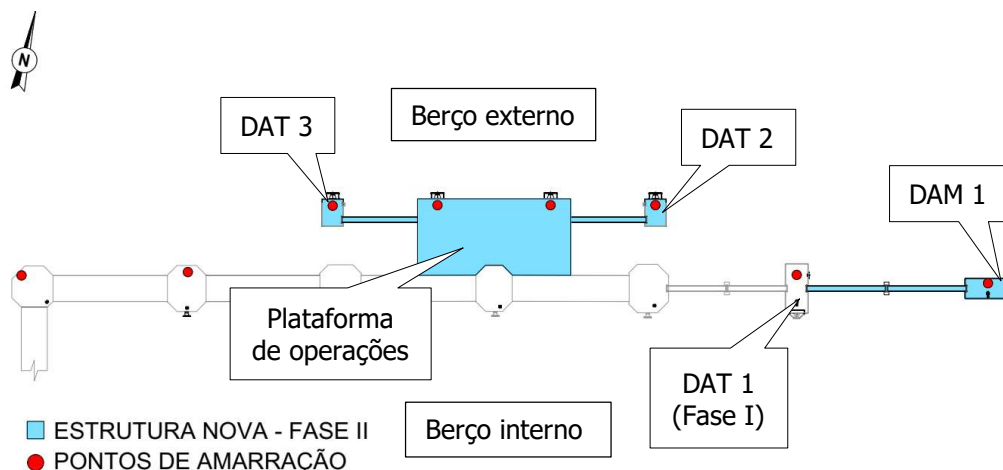 N
Berço externo
DAT 3
DAT 2
DAM 1
Plataforma
de operações
DAT 1
(Fase I)
Berço interno
ESTRUTURA NOVA - FASE II
PONTOS DE AMARRAÇÃO